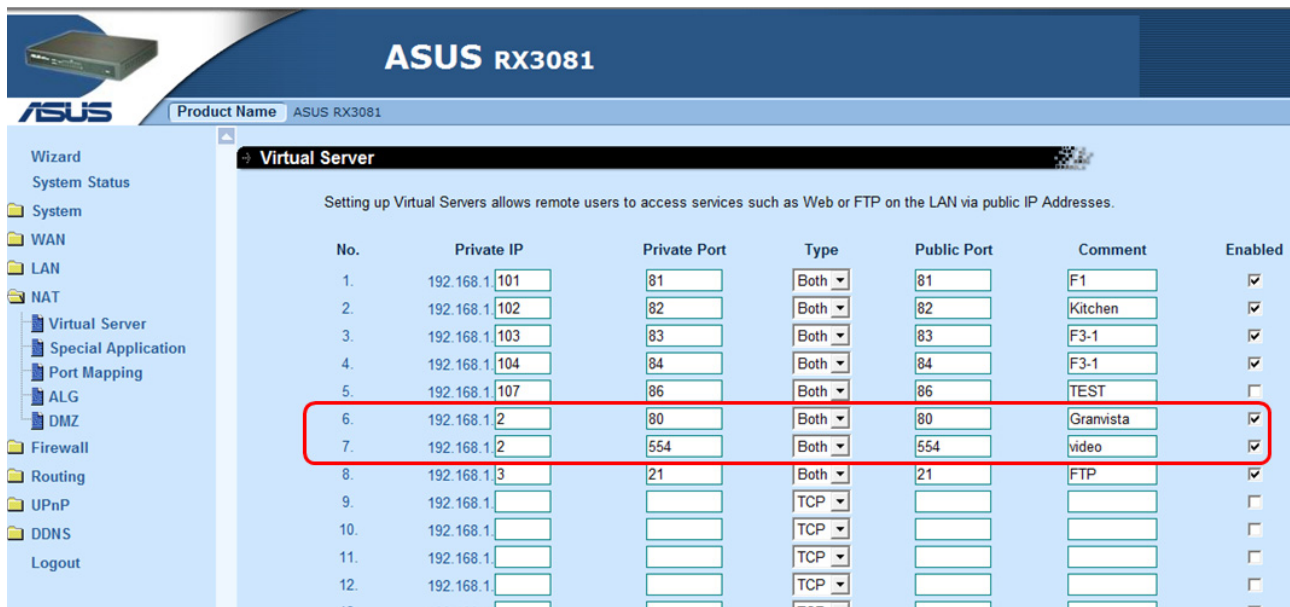 ASUS RX3081
ASUS
Product Name ASUS RX3081
Wizard
System Status
System
WAN
LAN
NAT
Virtual Server
Special Application
Port Mapping
ALG
DMZ
Firewall
Routing
UPnP
DDNS
Logout
Virtual Server
Setting up Virtual Servers allows remote users to access services such as Web or FTP on the LAN via public IP Addresses.
No. Private IP Private Port Type Public Port Comment Enabled
1. 192.168.1. 101 81 Both 81 F1
2. 192.168.1. 102 82 Both 82 Kitchen
3. 192.168.1. 103 83 Both 83 F3-1
4. 192.168.1. 104 84 Both 84 F3-1
5. 192.168.1. 107 86 Both 86 TEST
6. 192.168.1. 2 80 Both 80 Granvista
7. 192.168.1. 2 554 Both 554 video
8. 192.168.1. 3 21 Both 21 FTP
9. 192.168.1. TCP
10. 192.168.1. TCP
11. 192.168.1. TCP
12. 192.168.1. TCP